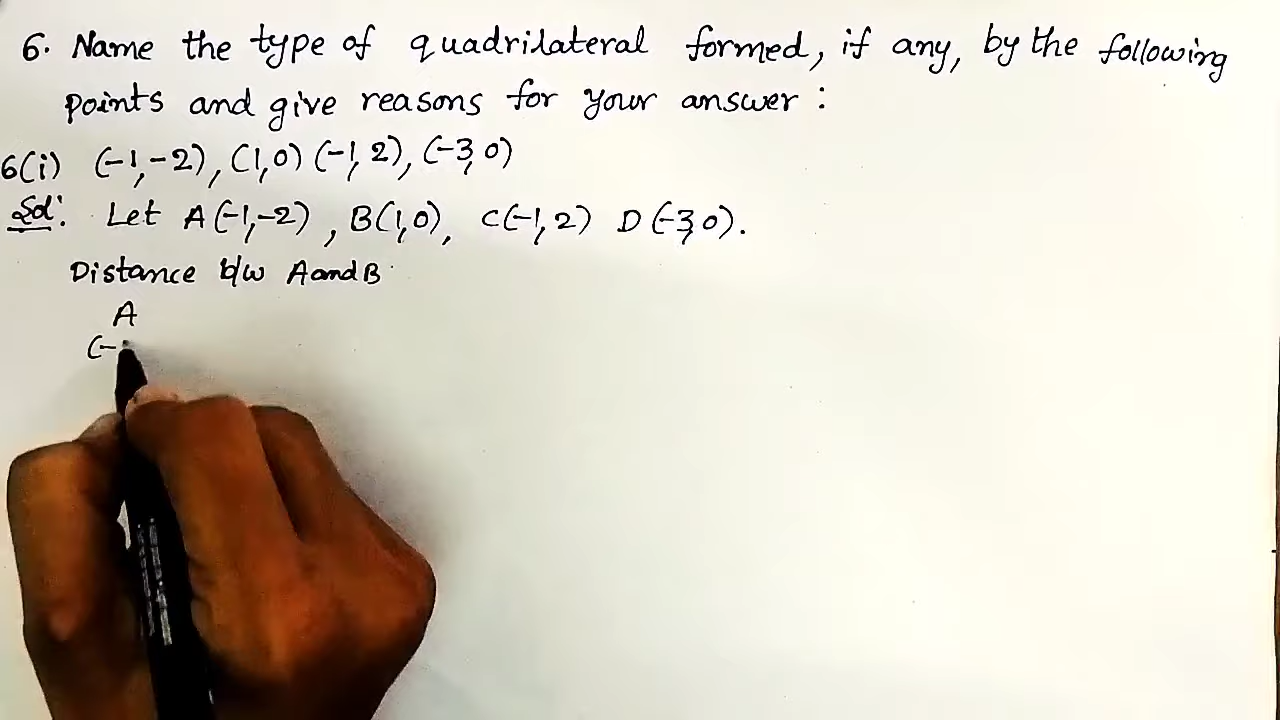 6. Name the type of quadrilateral formed, if any, by the following
points and give reasons for your answer :
6(i) (-1,-2), (1,0) (-1,2), (-3,0)
Sol: Let A(-1,-2) , B(1,0), C(-1,2) D(-3,0).
Distance b/w A and B
A
(-